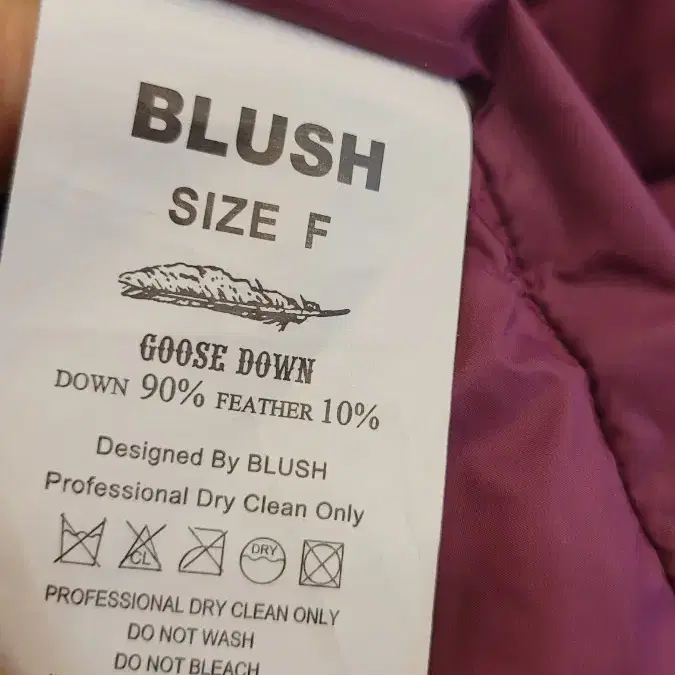 BLUSH
SIZE F
GOOSE DOWN
DOWN 90% FEATHER 10%
Designed By BLUSH
Professional Dry Clean Only
CL DRY
PROFESSIONAL DRY CLEAN ONLY
DO NOT WASH
DO NOT BLEACH